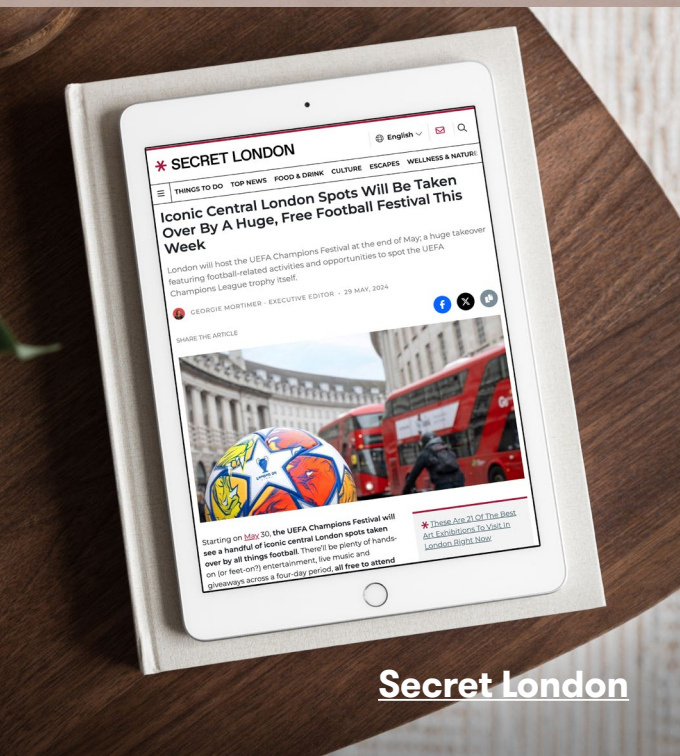 SECRET LONDON
English
THINGS TO DO TOP NEWS FOOD & DRINK CULTURE ESCAPES WELLNESS & NATURE
Iconic Central London Spots Will Be Taken
Over By A Huge, Free Football Festival This
Week
London will host the UEFA Champions Festival at the end of May; a huge takeover
featuring football-related activities and opportunities to spot the UEFA
Champions League trophy itself.
GEORGIE MORTIMER - EXECUTIVE EDITOR • 29 MAY, 2024
SHARE THE ARTICLE
Starting on May 30, the UEFA Champions Festival will
see a handful of iconic central London spots taken
over by all things football. There'll be plenty of hands-
on (or feet-on?) entertainment, live music and
giveaways across a four-day period, all free to attend
These Are 21 Of The Best
Art Exhibitions To Visit In
London Right Now
Secret London